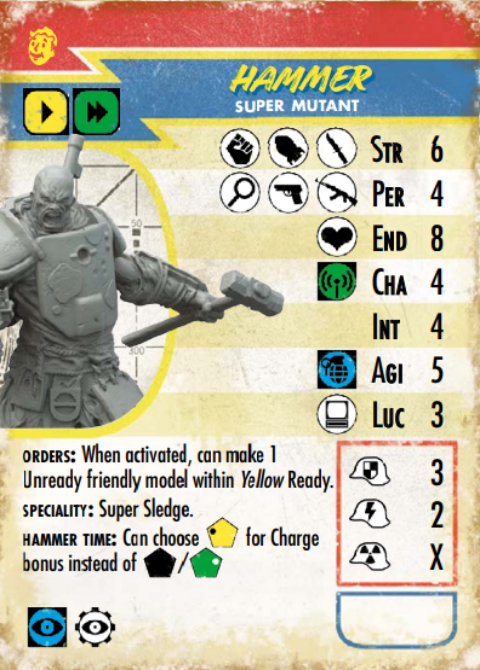 HAMMER
SUPER MUTANT
STR 6
PER 4
END 8
CHA 4
INT 4
AGI 5
LUC 3
50
300
ORDERS: When activated, can make 1
Unready friendly model within Yellow Ready.
SPECIALITY: Super Sledge.
HAMMER TIME: Can choose for Charge
bonus instead of /
3
2
X